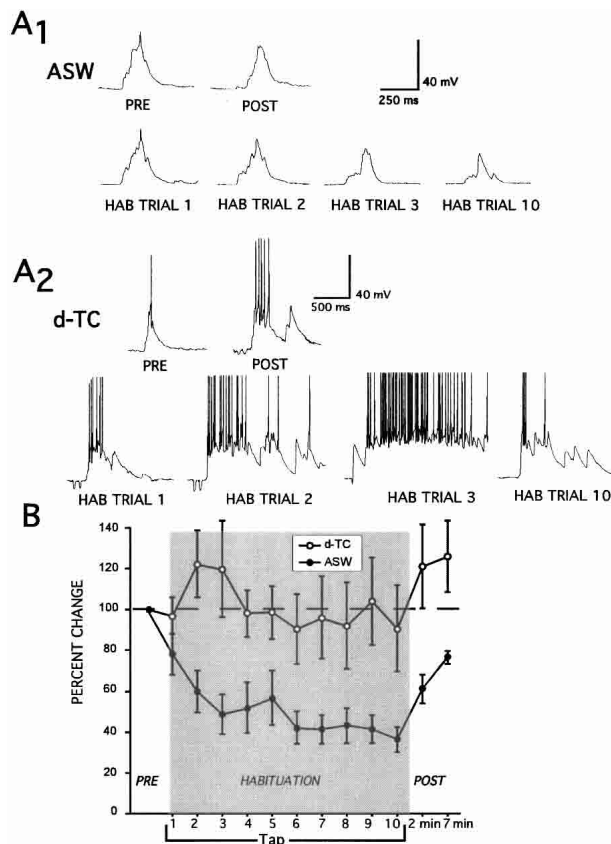 A1
ASW
PRE
POST
40 mV
250 ms
HAB TRIAL 1
HAB TRIAL 2
HAB TRIAL 3
HAB TRIAL 10
A2
d-TC
PRE
POST
40 mV
500 ms
HAB TRIAL 1
HAB TRIAL 2
HAB TRIAL 3
HAB TRIAL 10
B
PERCENT CHANGE
140
120
100
80
60
40
20
0
d-TC
ASW
PRE
HABITUATION
POST
1 2 3 4 5 6 7 8 9 10 2 min 7 min
Tap